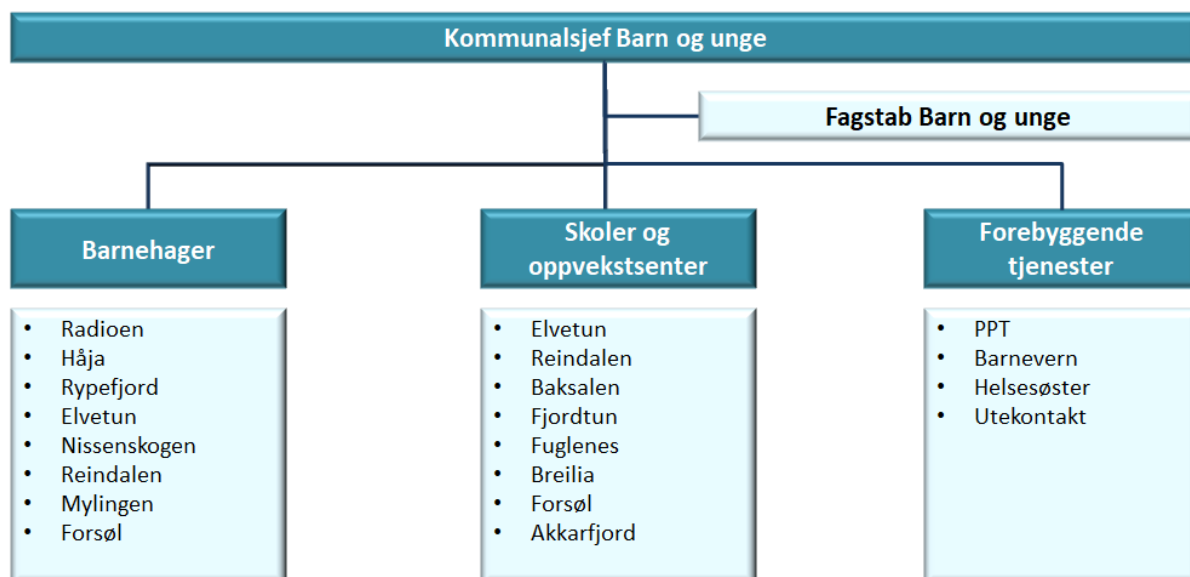 Kommunalsjef Barn og unge
Fagstab Barn og unge
Barnehager
• Radioen
• Håja
• Rypefjord
• Elvetun
• Nissenskogen
• Reindalen
• Mylingen
• Forsøl
Skoler og
oppvekstsenter
• Elvetun
• Reindalen
• Baksalen
• Fjordtun
• Fuglenes
• Breilia
• Forsøl
• Akkarfjord
Forebyggende
tjenester
• PPT
• Barnevern
• Helsesøster
• Utekontakt